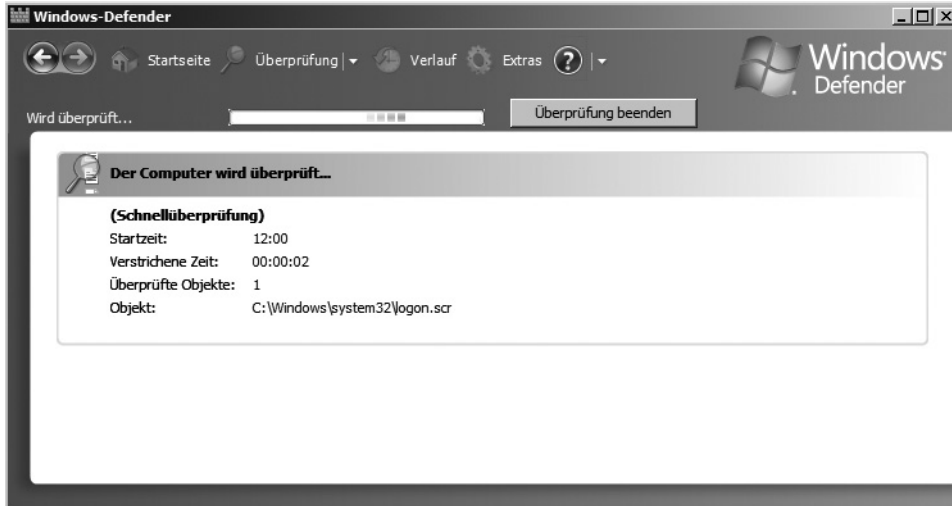 Windows-Defender
Startseite Überprüfung Verlauf Extras ?
Windows
Defender
Wird überprüft... Überprüfung beenden
Der Computer wird überprüft...
(Schnellüberprüfung)
Startzeit: 12:00
Verstrichene Zeit: 00:00:02
Überprüfte Objekte: 1
Objekt: C:\Windows\system32\logon.scr